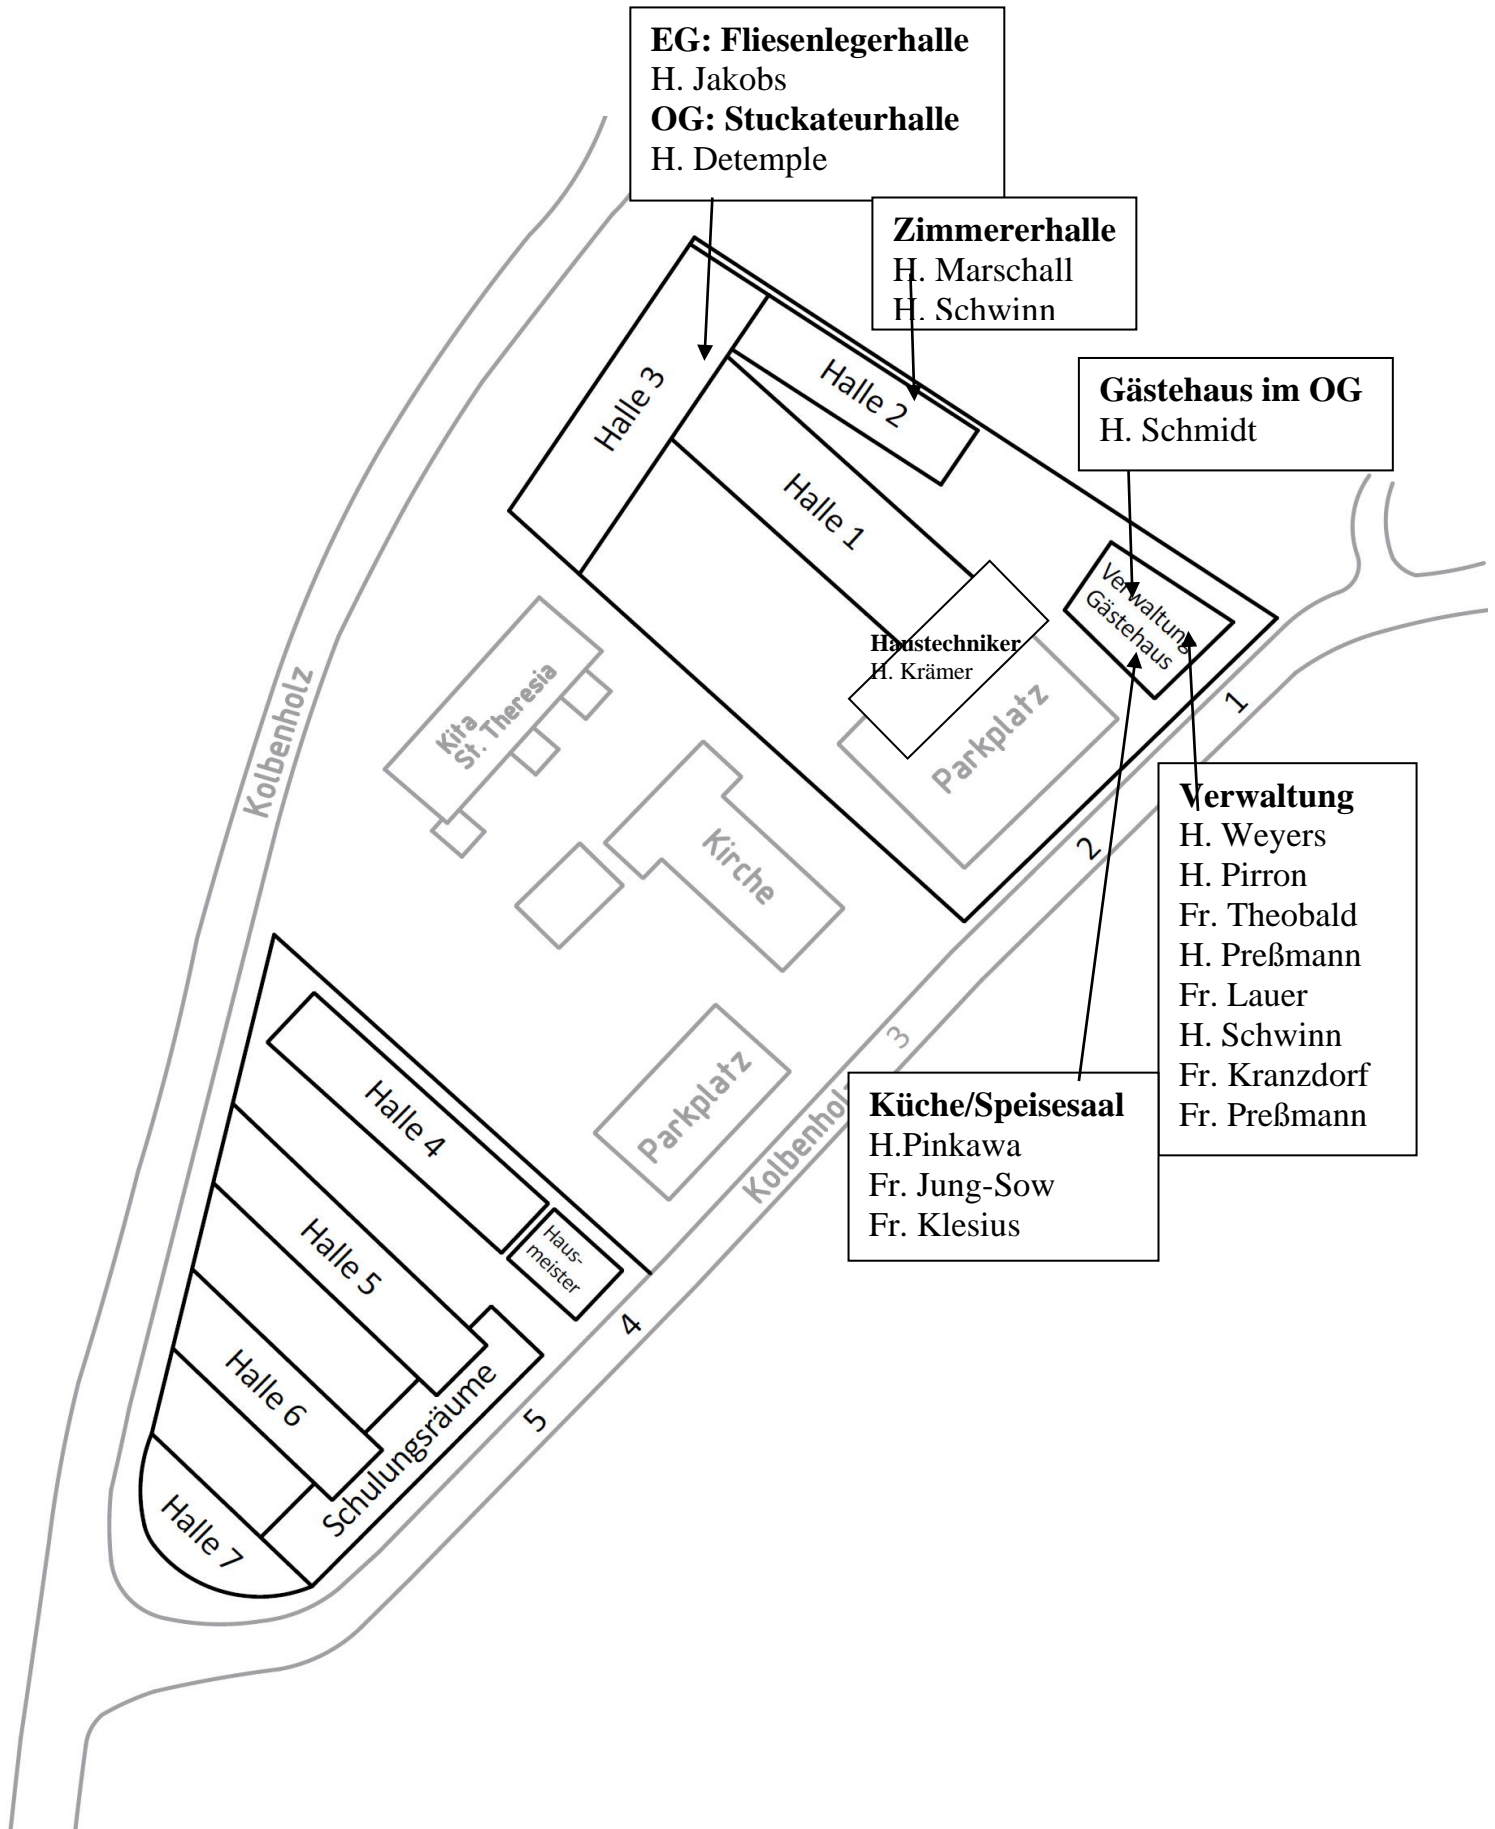 EG: Fliesenlegerhalle
H. Jakobs
OG: Stuckateurhalle
H. Detemple
Zimmererhalle
H. Marschall
H. Schwinn
Gästehaus im OG
H. Schmidt
Halle 3
Halle 2
Halle 1
Verwaltung
Gästehaus
Haustechniker
H. Krämer
Parkplatz
Kita
St. Theresia
Kolbenholz
Kirche
1
2
Verwaltung
H. Weyers
H. Pirron
Fr. Theobald
H. Preßmann
Fr. Lauer
H. Schwinn
Fr. Kranzdorf
Fr. Preßmann
3
Küche/Speisesaal
H.Pinkawa
Fr. Jung-Sow
Fr. Klesius
Parkplatz
Kolbenholz
Halle 4
Haus-
meister
Halle 5
4
Halle 6
Schulungsräume
5
Halle 7